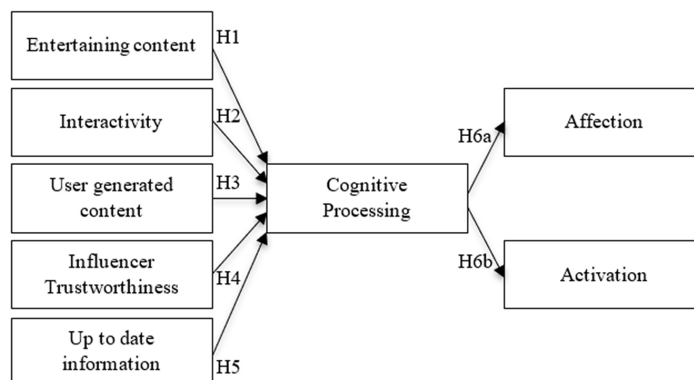 Entertaining content
H1
Interactivity
H2
User generated
content
H3
Influencer
Trustworthiness
H4
Up to date
information
H5
Cognitive
Processing
H6a
Affection
H6b
Activation